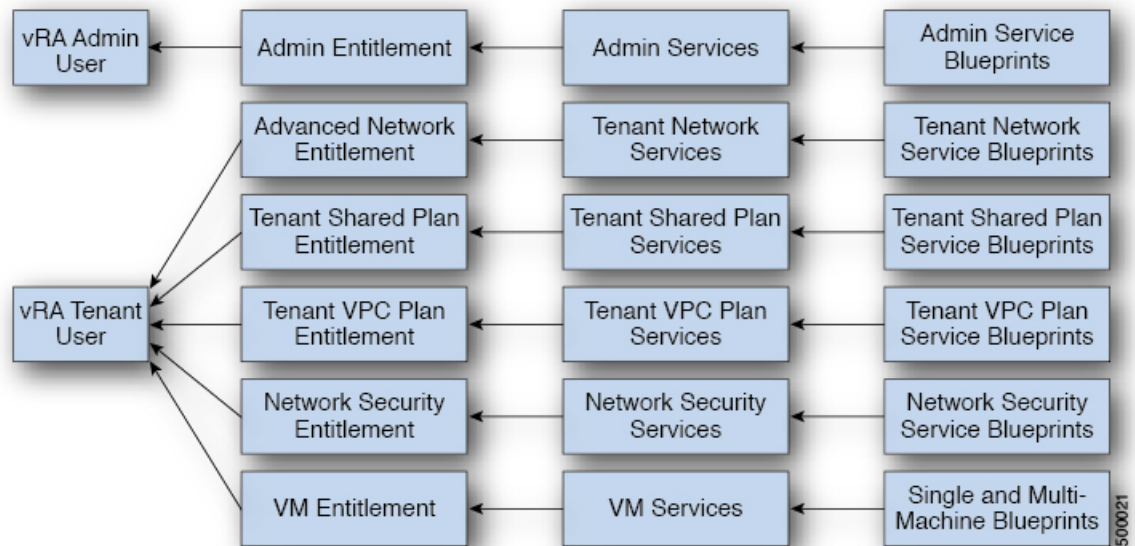 vRA Admin
User
Admin Entitlement
Admin Services
Admin Service
Blueprints
Advanced Network
Entitlement
Tenant Network
Services
Tenant Network
Service Blueprints
Tenant Shared Plan
Entitlement
Tenant Shared Plan
Services
Tenant Shared Plan
Service Blueprints
vRA Tenant
User
Tenant VPC Plan
Entitlement
Tenant VPC Plan
Services
Tenant VPC Plan
Service Blueprints
Network Security
Entitlement
Network Security
Services
Network Security
Service Blueprints
VM Entitlement
VM Services
Single and Multi-
Machine Blueprints
500021